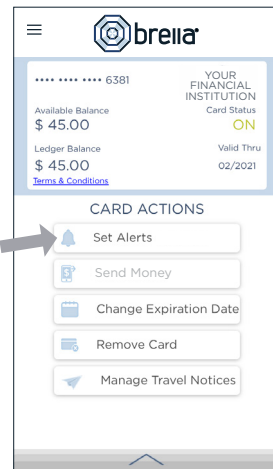 brella
•••• •••• •••• 6381
YOUR
FINANCIAL
INSTITUTION
Available Balance
Card Status
$ 45.00
ON
Ledger Balance
Valid Thru
$ 45.00
02/2021
Terms & Conditions
CARD ACTIONS
Set Alerts
Send Money
Change Expiration Date
Remove Card
Manage Travel Notices